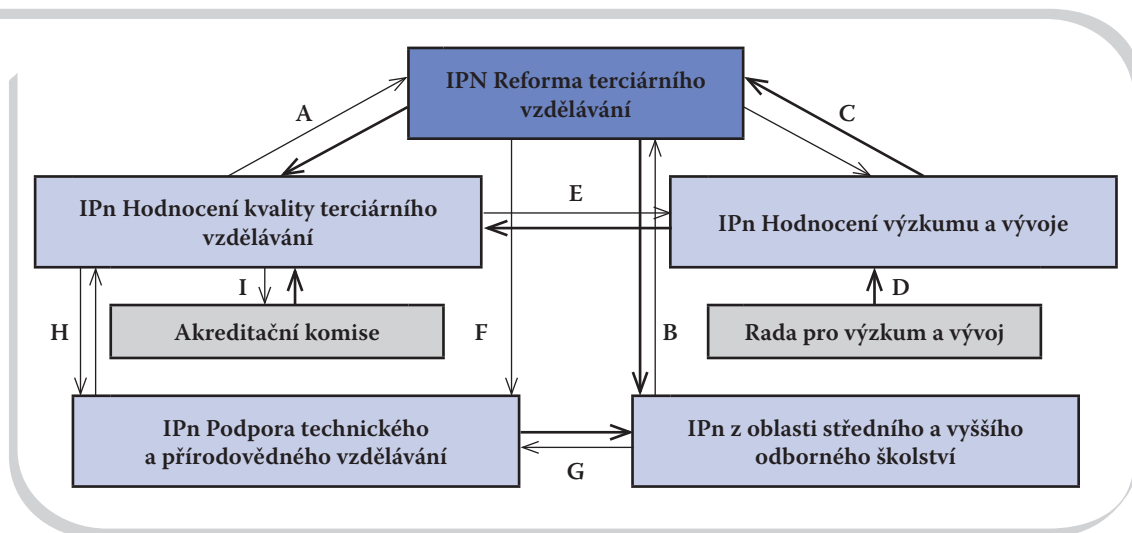 IPN Reforma terciárního
vzdělávání
A
C
IPn Hodnocení kvality terciárního
vzdělávání
E
IPn Hodnocení výzkumu a vývoje
I
D
H
Akreditační komise
F
B
Rada pro výzkum a vývoj
IPn Podpora technického
a přírodovědného vzdělávání
G
IPn z oblasti středního a vyššího
odborného školství